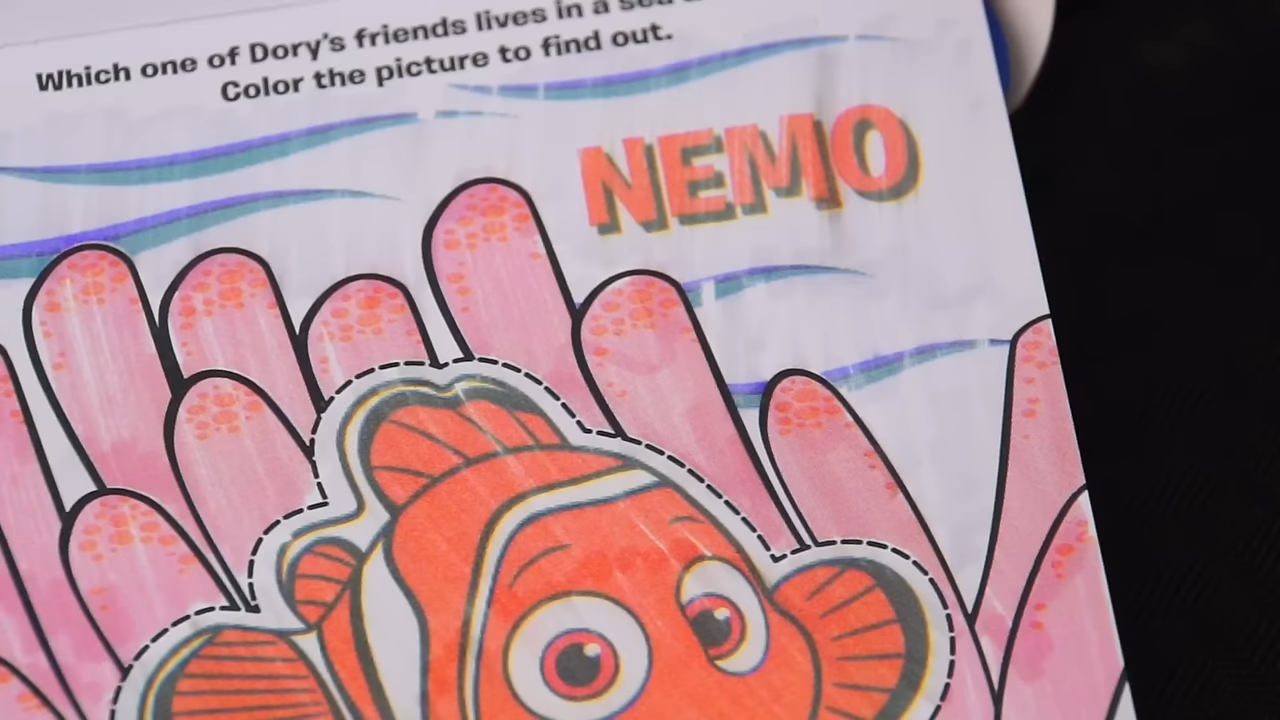 Which one of Dory's friends lives in a sea
Color the picture to find out.
NEMO